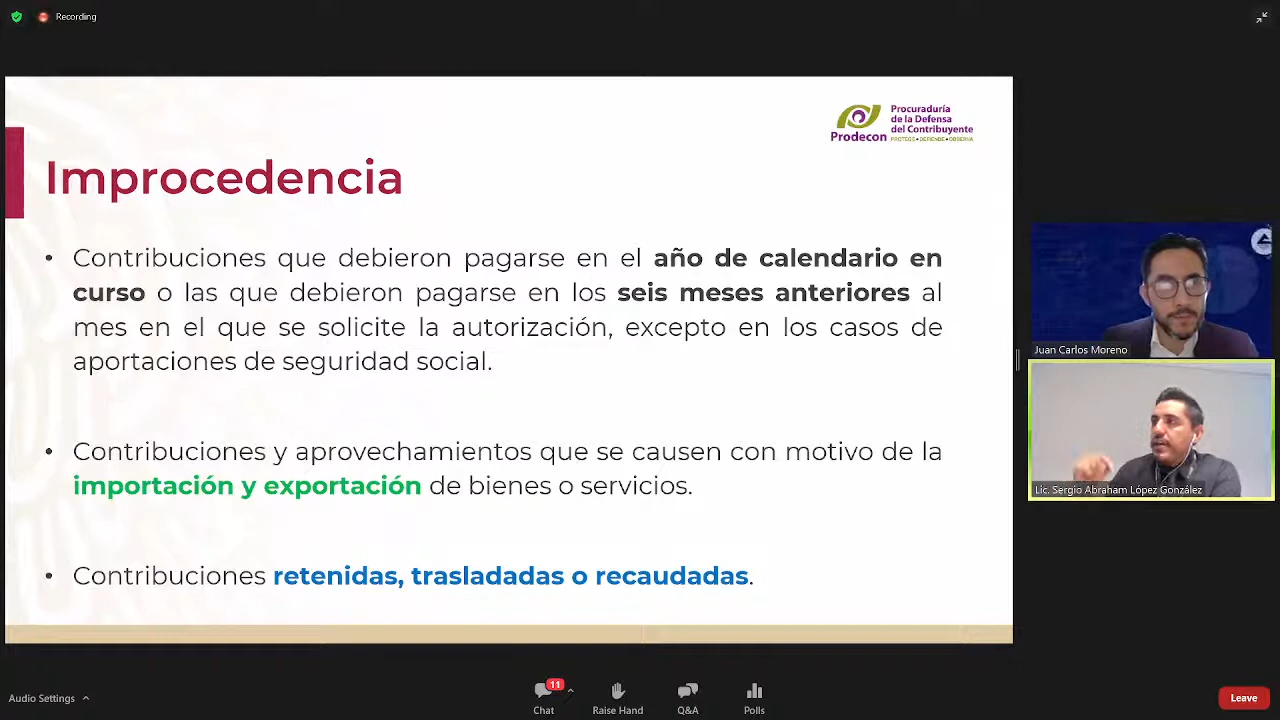 Recording
Procuraduría
de la Defensa
del Contribuyente
Prodecon
PROTEGE • DEFIENDE • OBSERVA
Improcedencia
• Contribuciones que debieron pagarse en el año de calendario en
curso o las que debieron pagarse en los seis meses anteriores al
mes en el que se solicite la autorización, excepto en los casos de
aportaciones de seguridad social.
• Contribuciones y aprovechamientos que se causen con motivo de la
importación y exportación de bienes o servicios.
• Contribuciones retenidas, trasladadas o recaudadas.
Juan Carlos Moreno
Lic. Sergio Abraham López González
Audio Settings
11
Chat
Raise Hand
Q&A
Polls
Leave